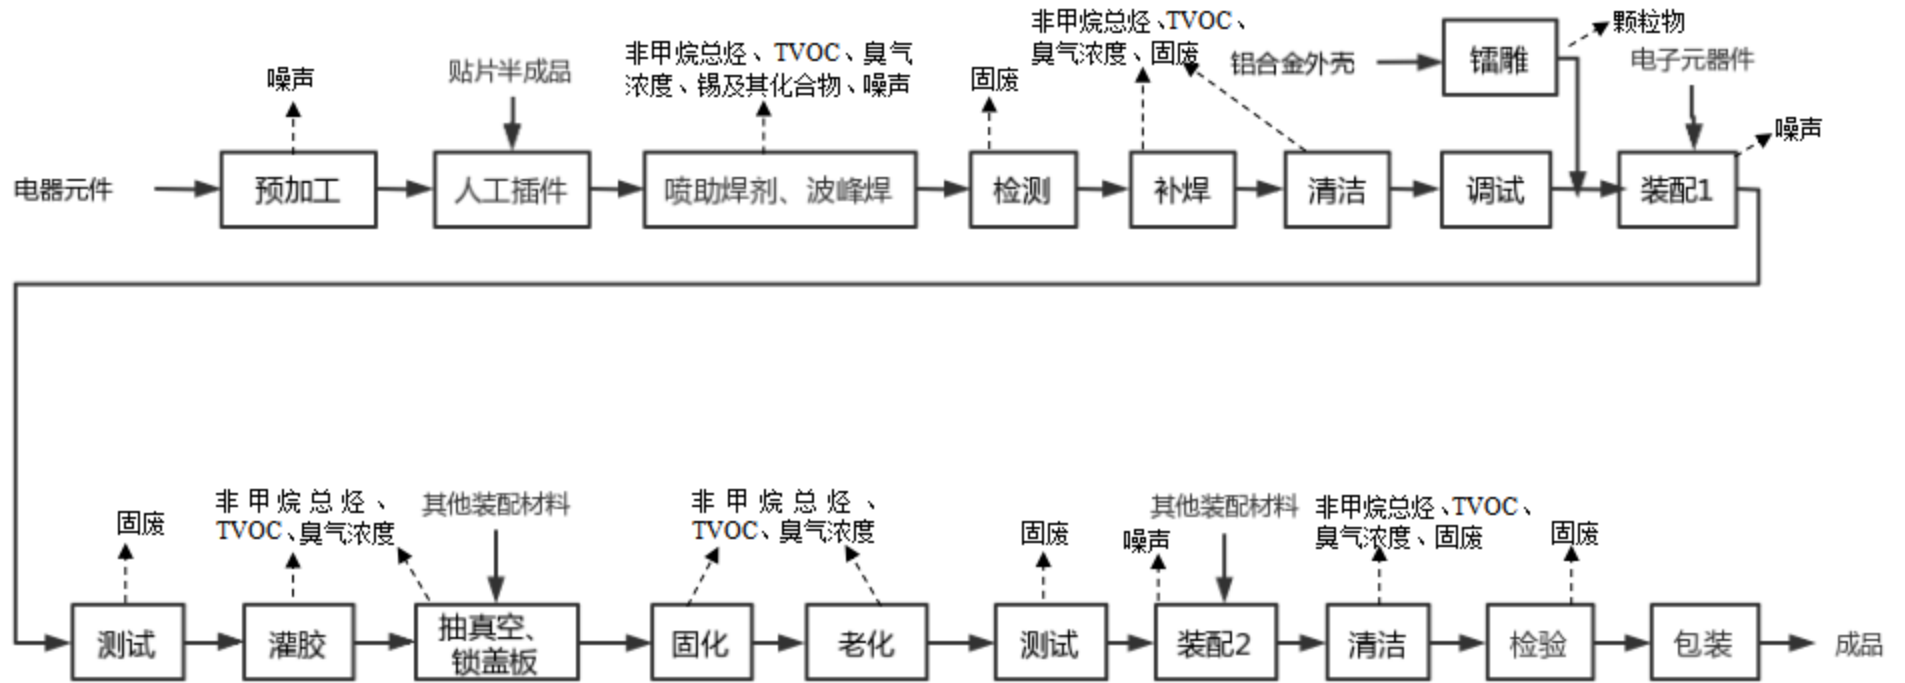 非甲烷总烃、TVOC、
臭气浓度、固废
颗粒物
非甲烷总烃、TVOC、臭气
浓度、锡及其化合物、噪声
噪声
贴片半成品
固废
铝合金外壳
镭雕
电子元器件
噪声
电器元件
预加工
人工插件
喷助焊剂、波峰焊
检测
补焊
清洁
调试
装配1
固废
非甲烷总烃、
TVOC、臭气浓度
其他装配材料
非甲烷总烃、
TVOC、臭气浓度
固废
噪声
其他装配材料
非甲烷总烃、TVOC、
臭气浓度、固废
固废
测试
灌胶
抽真空、
锁盖板
固化
老化
测试
装配2
清洁
检验
包装
成品